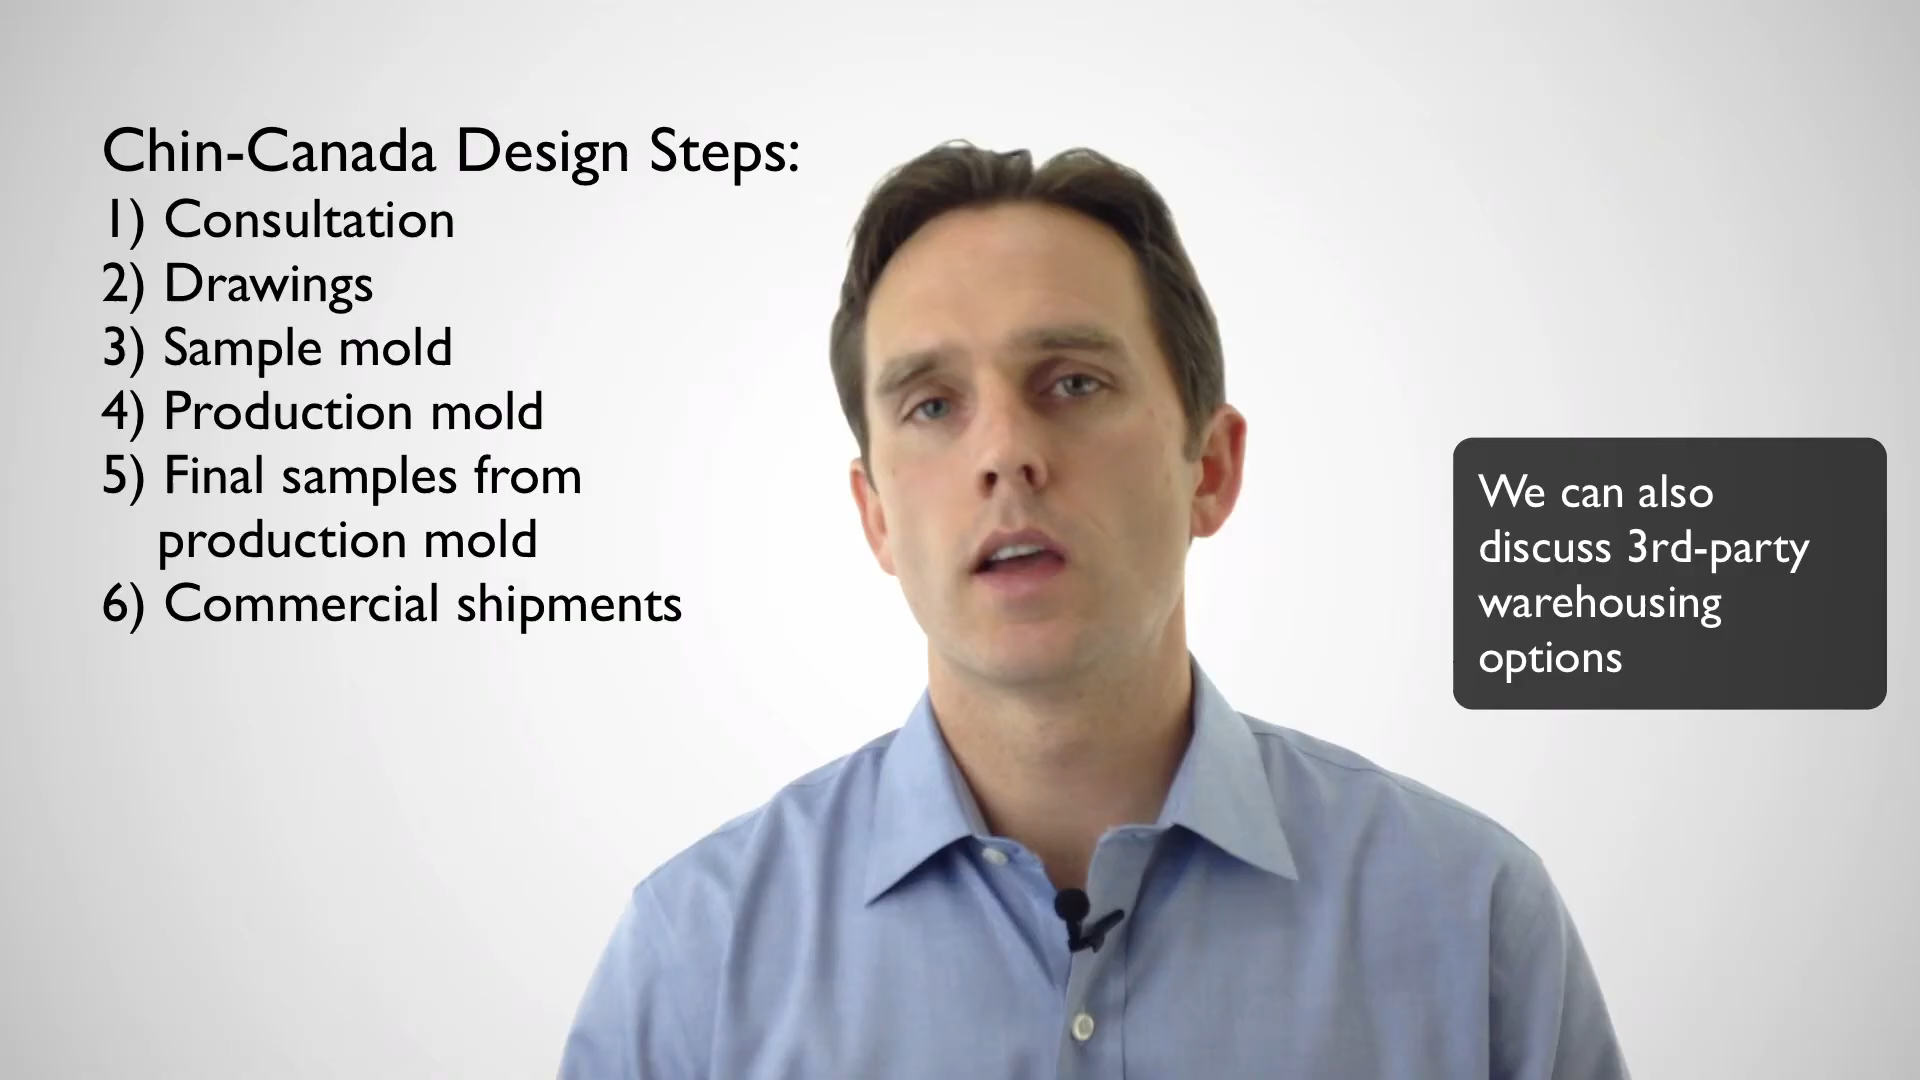 Chin-Canada Design Steps:
1) Consultation
2) Drawings
3) Sample mold
4) Production mold
5) Final samples from
production mold
6) Commercial shipments
We can also
discuss 3rd-party
warehousing
options